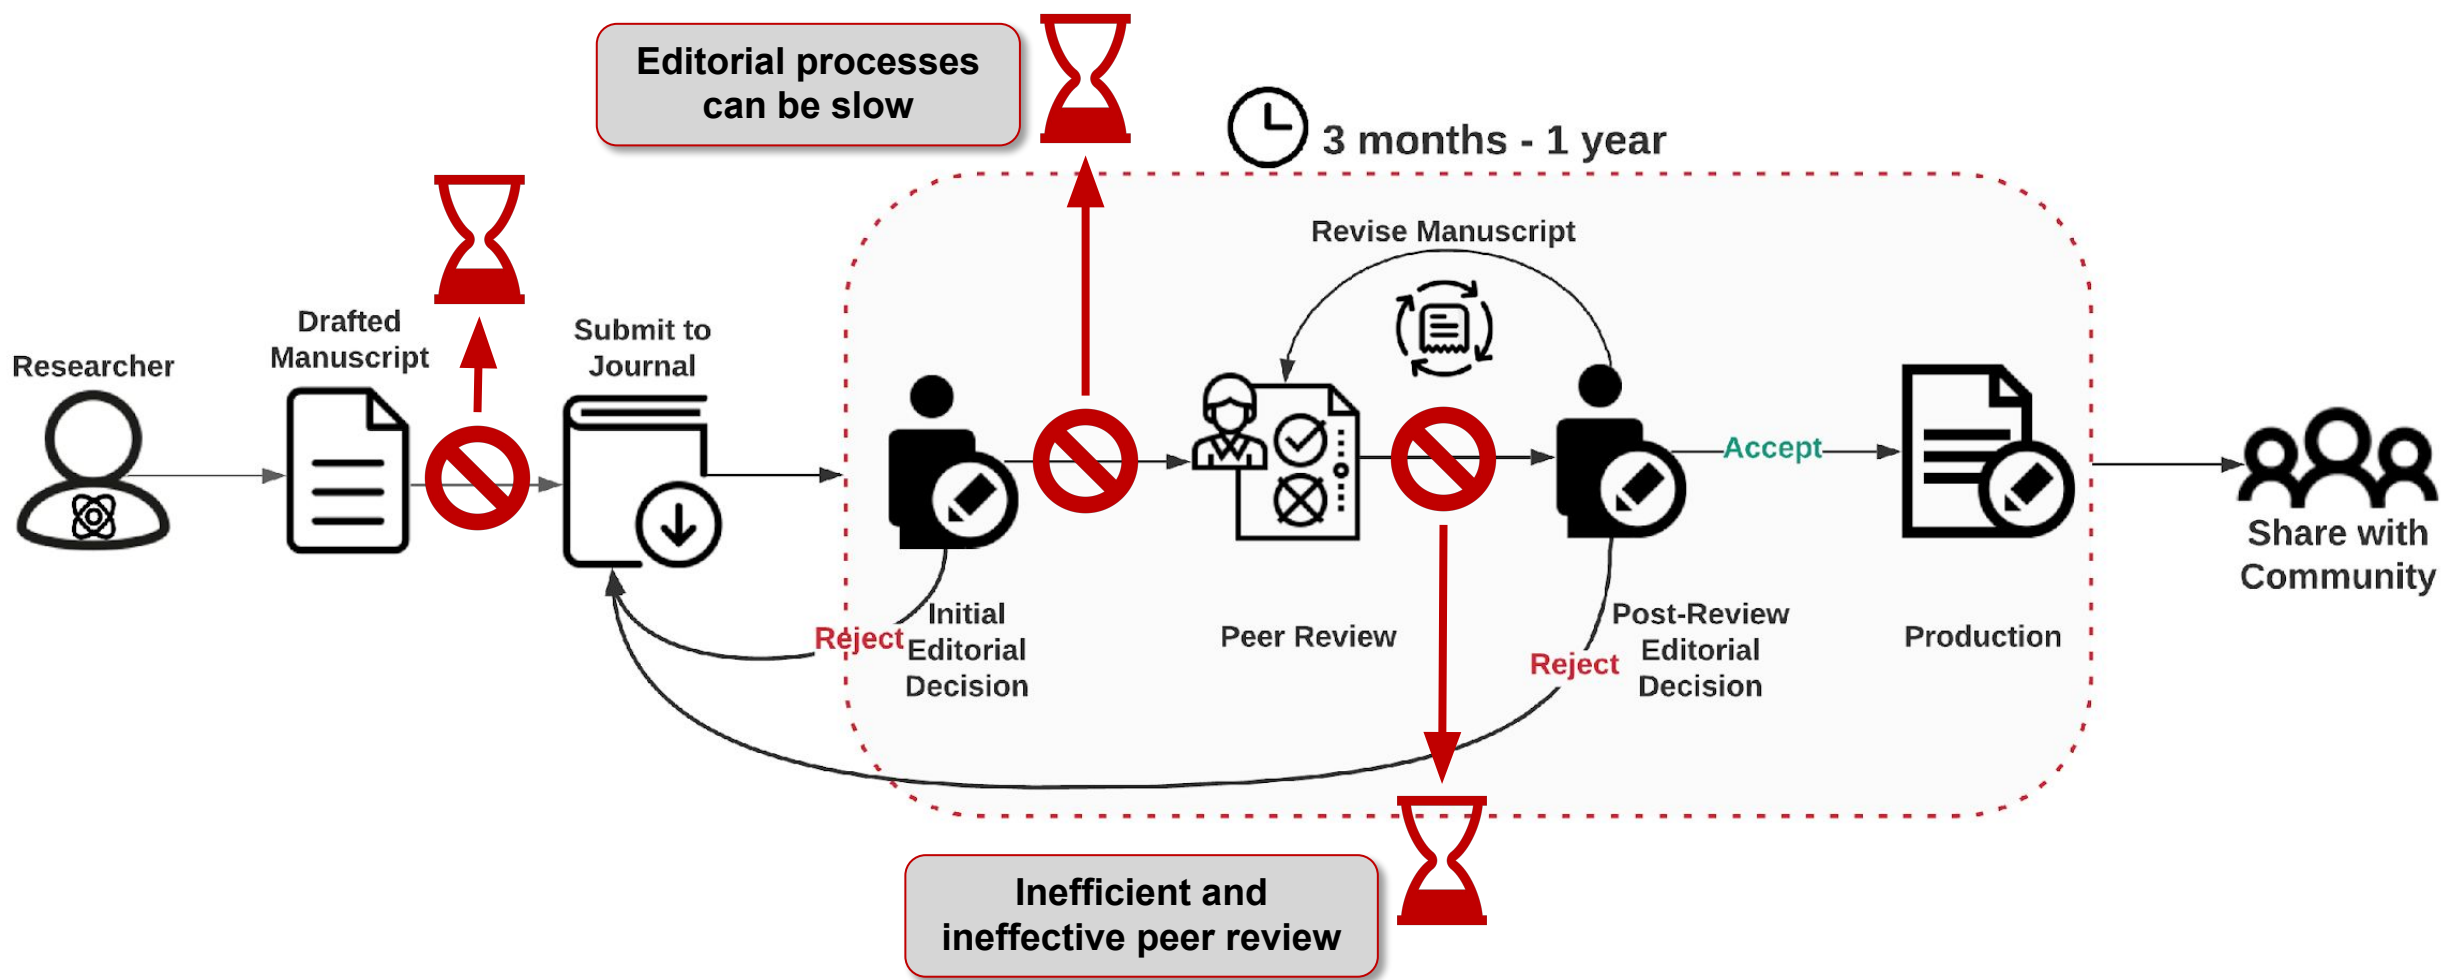 Editorial processes
can be slow
3 months - 1 year
Revise Manuscript
Researcher
Drafted
Manuscript
Submit to
Journal
Accept
Share with
Community
Reject
Initial
Editorial
Decision
Peer Review
Reject
Post-Review
Editorial
Decision
Production
Inefficient and
ineffective peer review